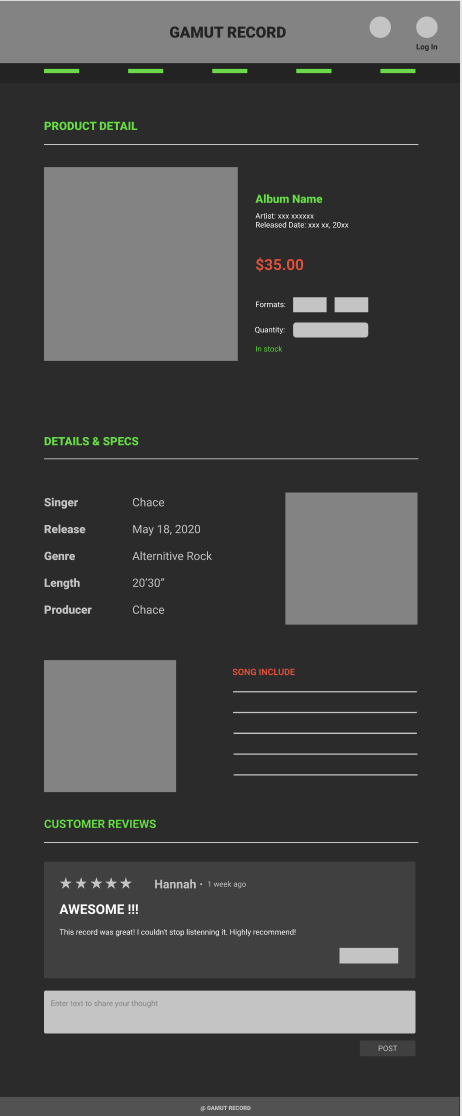 GAMUT RECORD
Log In
PRODUCT DETAIL
Album Name
Artist: xxx xxxxxx
Released Date: xxx xx, 20xx
$35.00
Formats:
Quantity:
In stock
DETAILS & SPECS
Singer Chace
Release May 18, 2020
Genre Alternitive Rock
Length 20'30”
Producer Chace
SONG INCLUDE
CUSTOMER REVIEWS
Hannah • 1 week ago
AWESOME !!!
This record was great! I couldn't stop listenning it. Highly recommend!
Enter text to share your thought
POST
@ GAMUT RECORD